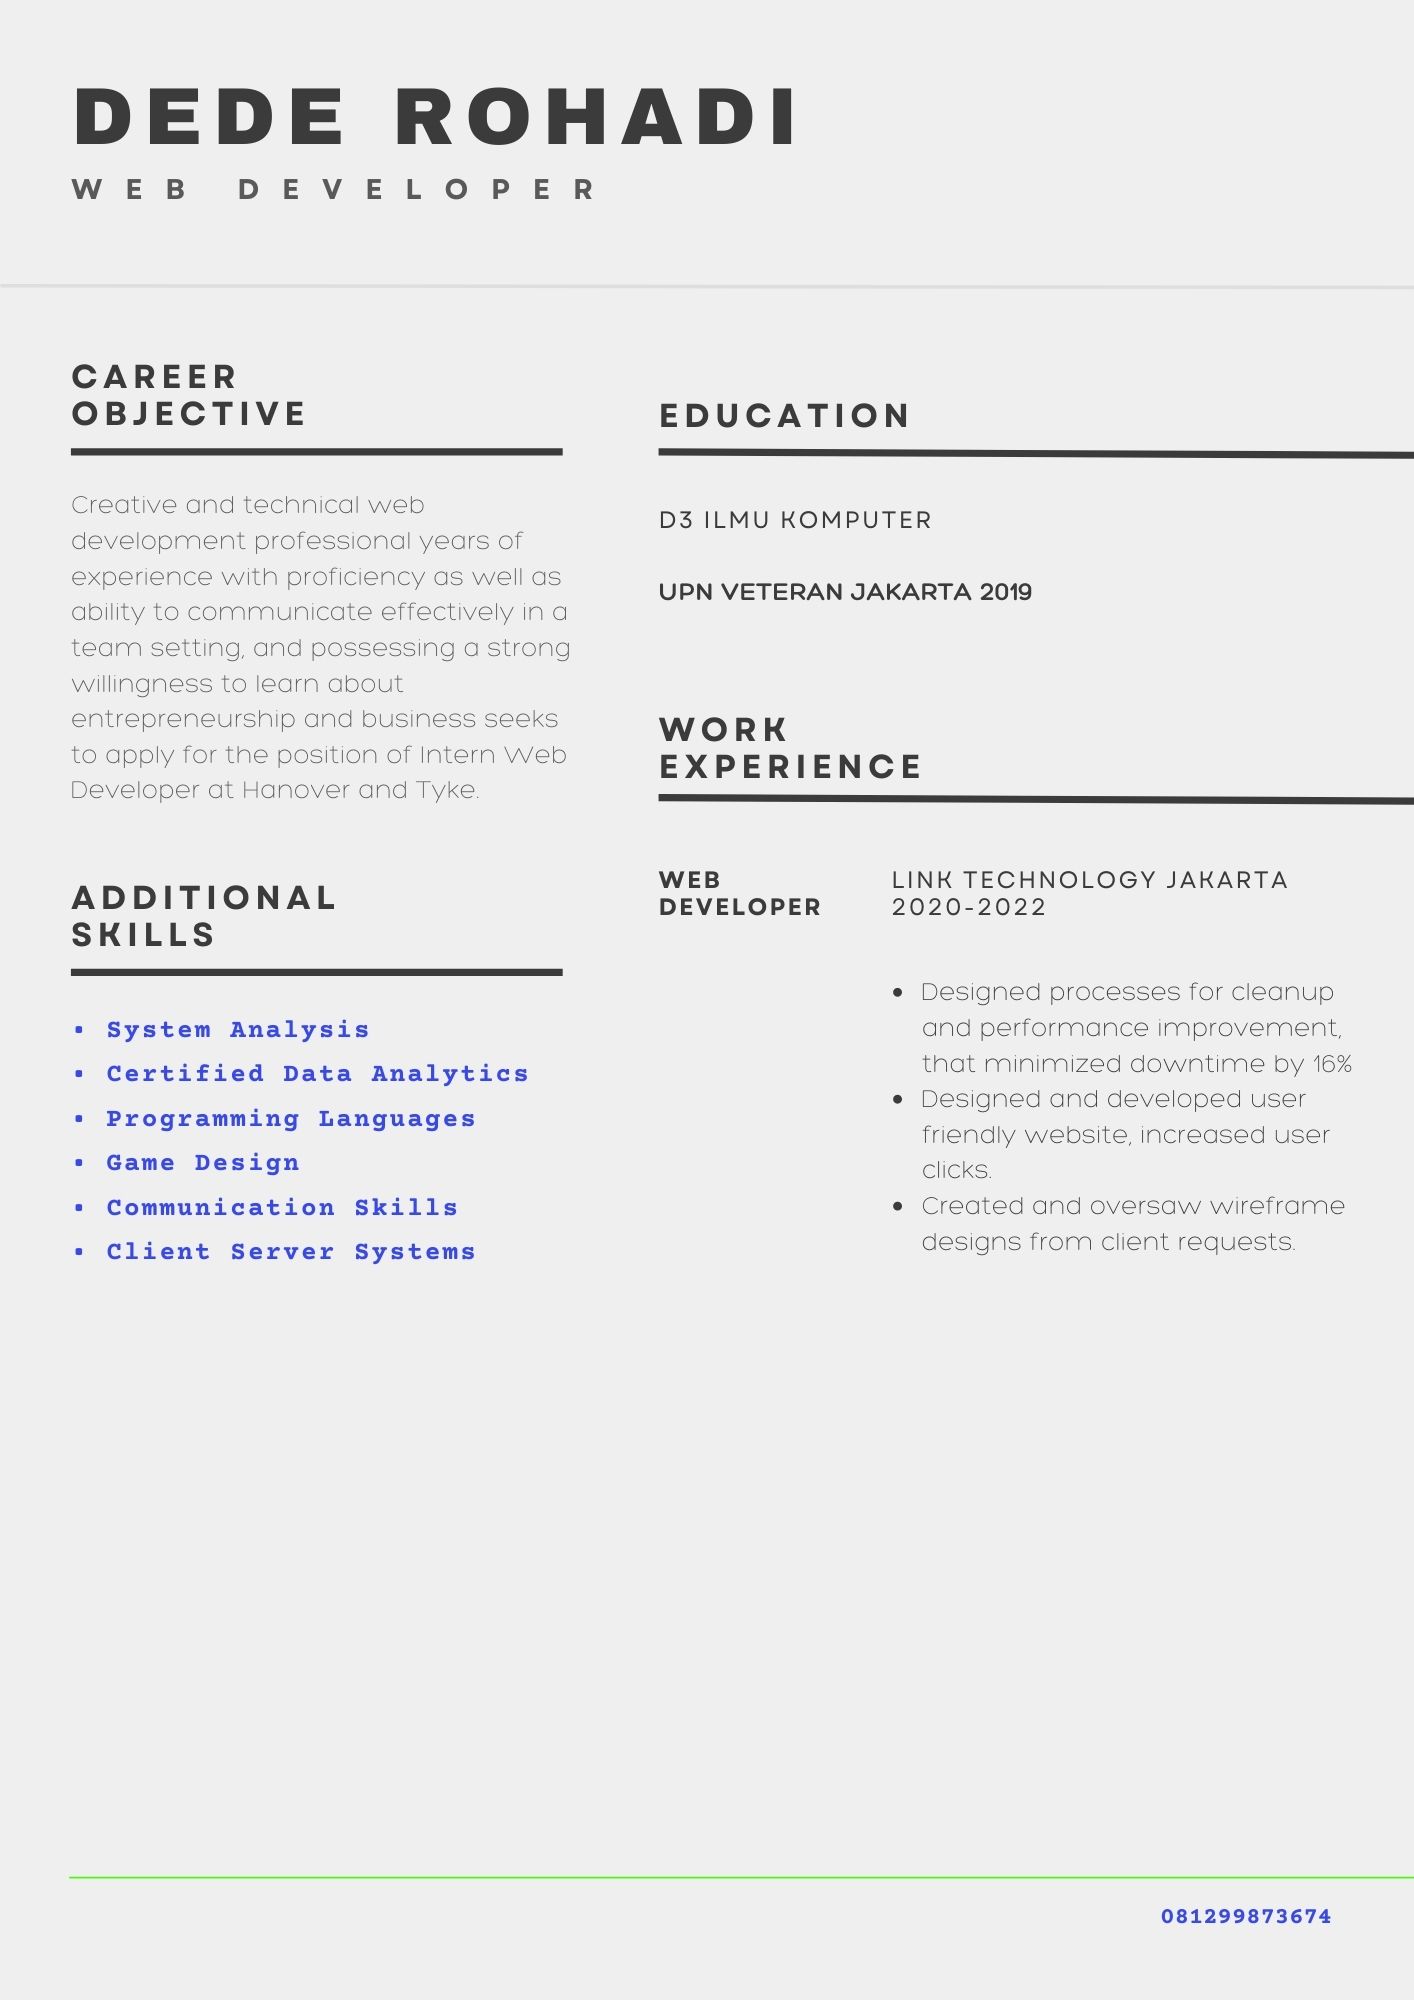 DEDE ROHADI
WEB DEVELOPER
CAREER
OBJECTIVE
Creative and technical web
development professional years of
experience with proficiency as well as
ability to communicate effectively in a
team setting, and possessing a strong
willingness to learn about
entrepreneurship and business seeks
to apply for the position of Intern Web
Developer at Hanover and Tyke.
ADDITIONAL
SKILLS
• System Analysis
• Certified Data Analytics
• Programming Languages
• Game Design
• Communication Skills
• Client Server Systems
EDUCATION
D3 ILMU KOMPUTER
UPN VETERAN JAKARTA 2019
WORK
EXPERIENCE
WEB
DEVELOPER
LINK TECHNOLOGY JAKARTA
2020-2022
• Designed processes for cleanup
and performance improvement,
that minimized downtime by 16%
• Designed and developed user
friendly website, increased user
clicks.
• Created and oversaw wireframe
designs from client requests.
081299873674